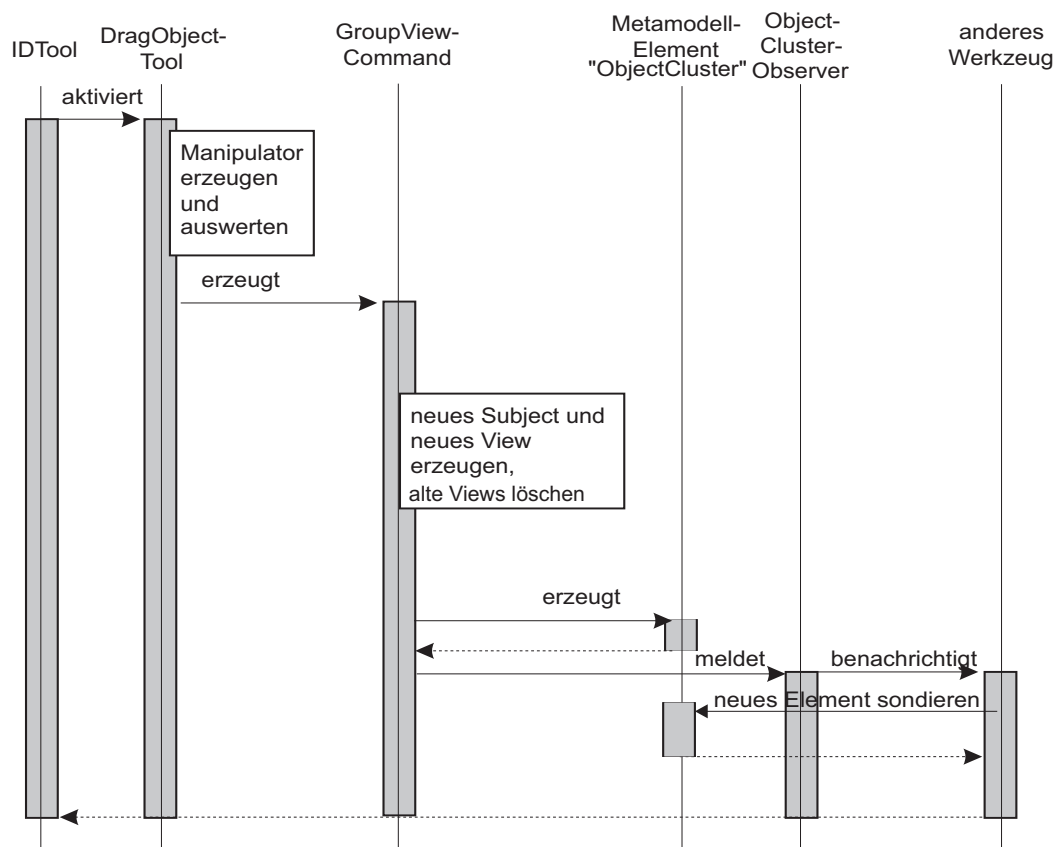 IDTool
DragObject-
Tool
GroupView-
Command
Metamodell-
Element
"ObjectCluster"
Object-
Cluster-
Observer
anderes
Werkzeug
aktiviert
Manipulator
erzeugen
und
auswerten
erzeugt
neues Subject und
neues View
erzeugen,
alte Views löschen
erzeugt
meldet
benachrichtigt
neues Element sondieren